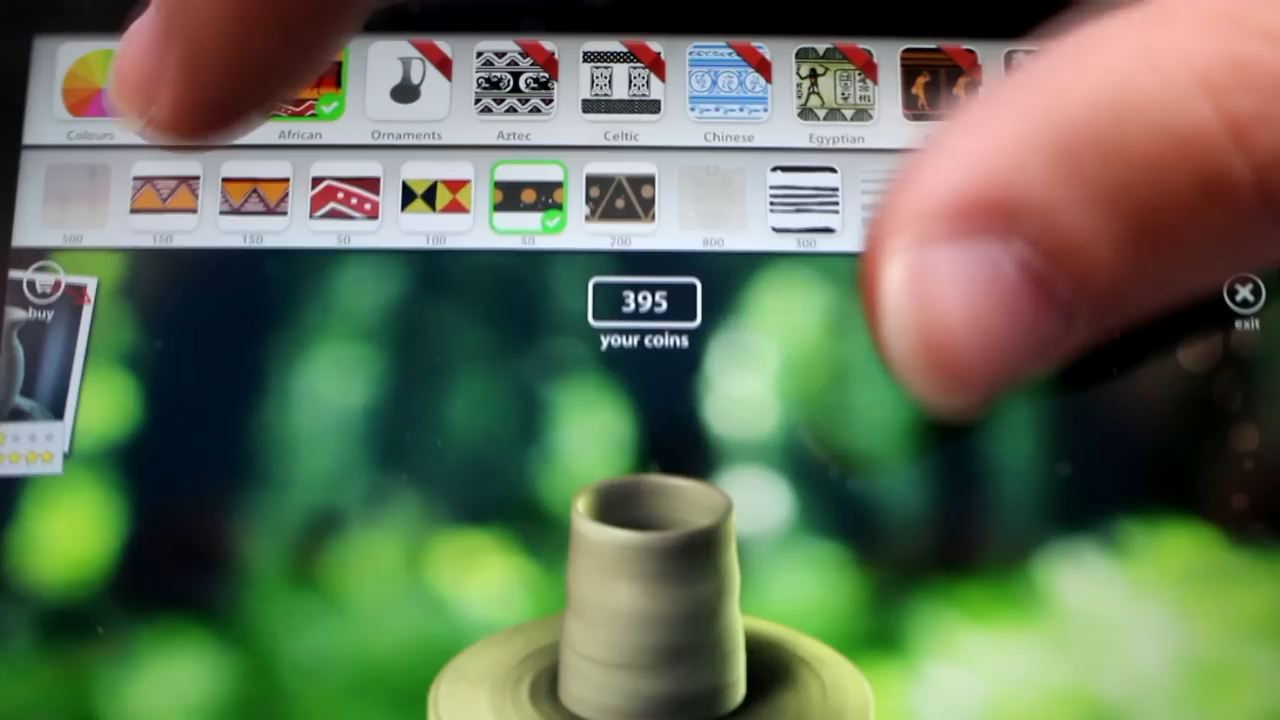 Colours African Ornaments Aztec Celtic Chinese Egyptian
500 150 150 50 100 50 200 800 300
395
your coins
buy
exit